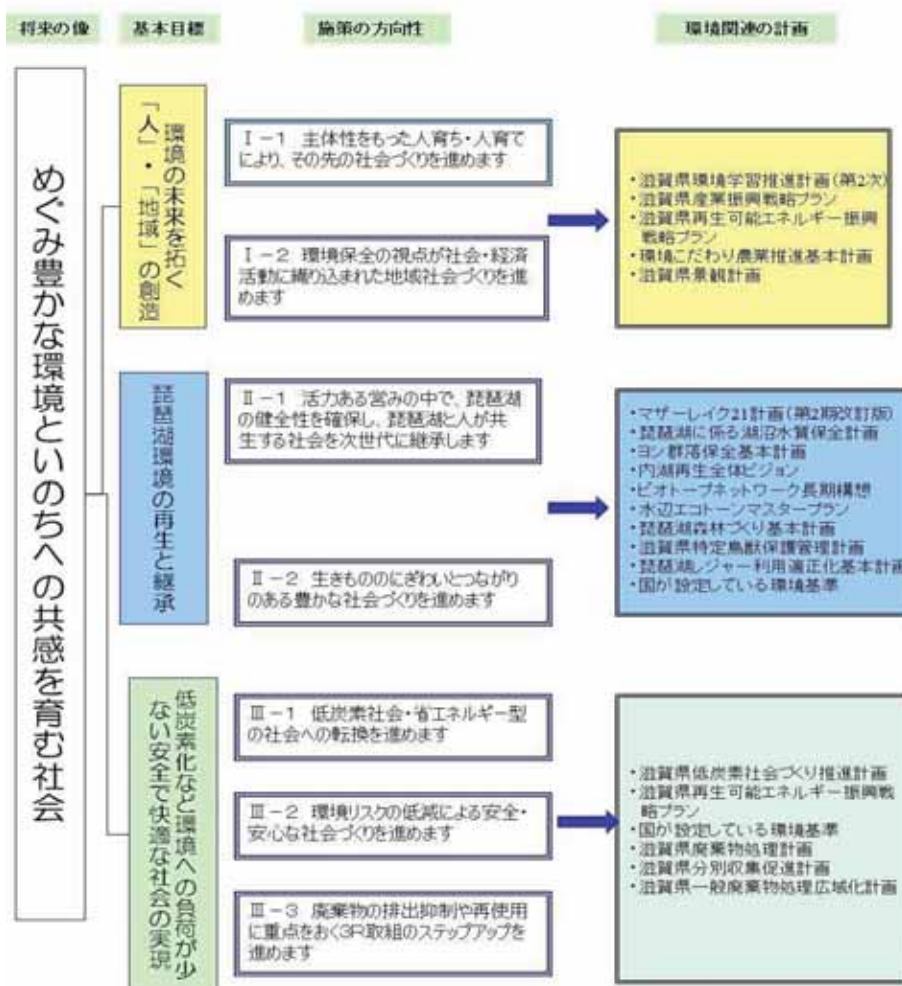 将来の像
基本目標
施策の方向性
環境関連の計画
めぐみ豊かな環境といのちへの共感を育む社会
環境の未来を拓く
「人」・「地域」の創造
Ⅰ－1 主体性をもった人育ち・人育て
により、その先の社会づくりを進めます
Ⅰ－2 環境保全の視点が社会・経済
活動に織り込まれた地域社会づくりを進
めます
・滋賀県環境学習推進計画(第2次)
・滋賀県産業振興戦略プラン
・滋賀県再生可能エネルギー振興
戦略プラン
・環境こだわり農業推進基本計画
・滋賀県景観計画
琵琶湖環境の再生と継承
Ⅱ－1 活力ある営みの中で、琵琶湖
の健全性を確保し、琵琶湖と人が共
生する社会を次世代に継承します
Ⅱ－2 生きもののにぎわいとつながり
のある豊かな社会づくりを進めます
・マザーレイク21計画(第2期改訂版)
・琵琶湖に係る湖沼水質保全計画
・ヨシ群落保全基本計画
・内湖再生全体ビジョン
・ビオトープネットワーク長期構想
・水辺エコトーンマスタープラン
・琵琶湖森林づくり基本計画
・滋賀県特定鳥獣保護管理計画
・琵琶湖レジャー利用適正化基本計画
・国が設定している環境基準
低炭素化など環境への負荷が少
ない安全で快適な社会の実現
Ⅲ－1 低炭素社会・省エネルギー型
の社会への転換を進めます
Ⅲ－2 環境リスクの低減による安全・
安心な社会づくりを進めます
Ⅲ－3 廃棄物の排出抑制や再使用
に重点をおく3R取組のステップアップを
進めます
・滋賀県低炭素社会づくり推進計画
・滋賀県再生可能エネルギー振興戦
略プラン
・国が設定している環境基準
・滋賀県廃棄物処理計画
・滋賀県分別収集促進計画
・滋賀県一般廃棄物処理広域化計画